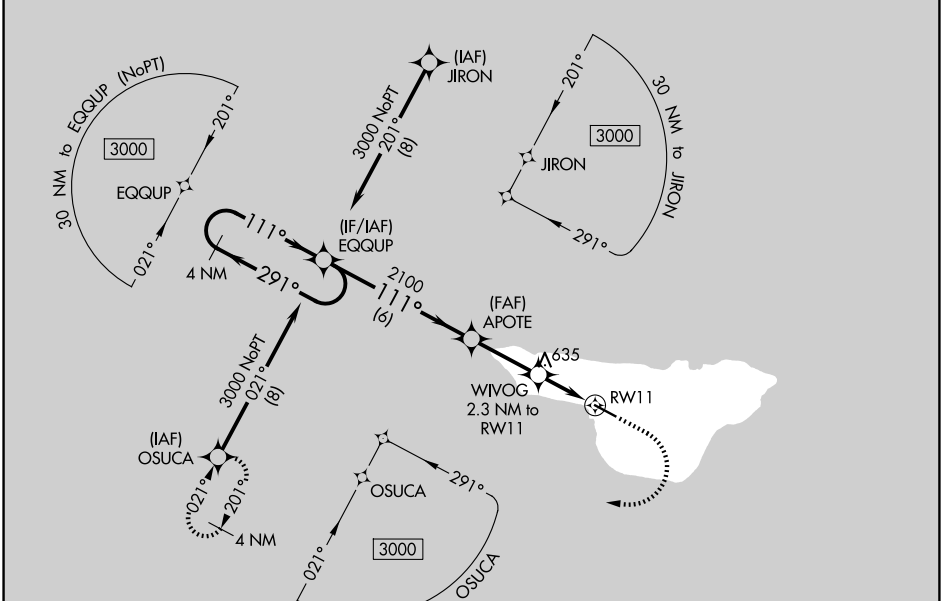 (IAF)
JIRON
3000 NoPT
201°
(8)
30 NM to EQQUP (NoPT)
3000
201°
EQQUP
021°
201°
30 NM to JIRON
3000
JIRON
291°
(IF/IAF)
EQQUP
111°
4 NM
291°
2100
111°
(6)
(FAF)
APOTE
635
WIVOG
2.3 NM to
RW11
RW11
3000 NoPT
021°
(8)
(IAF)
OSUCA
021°
201°
4 NM
291°
OSUCA
021°
3000
OSUCA